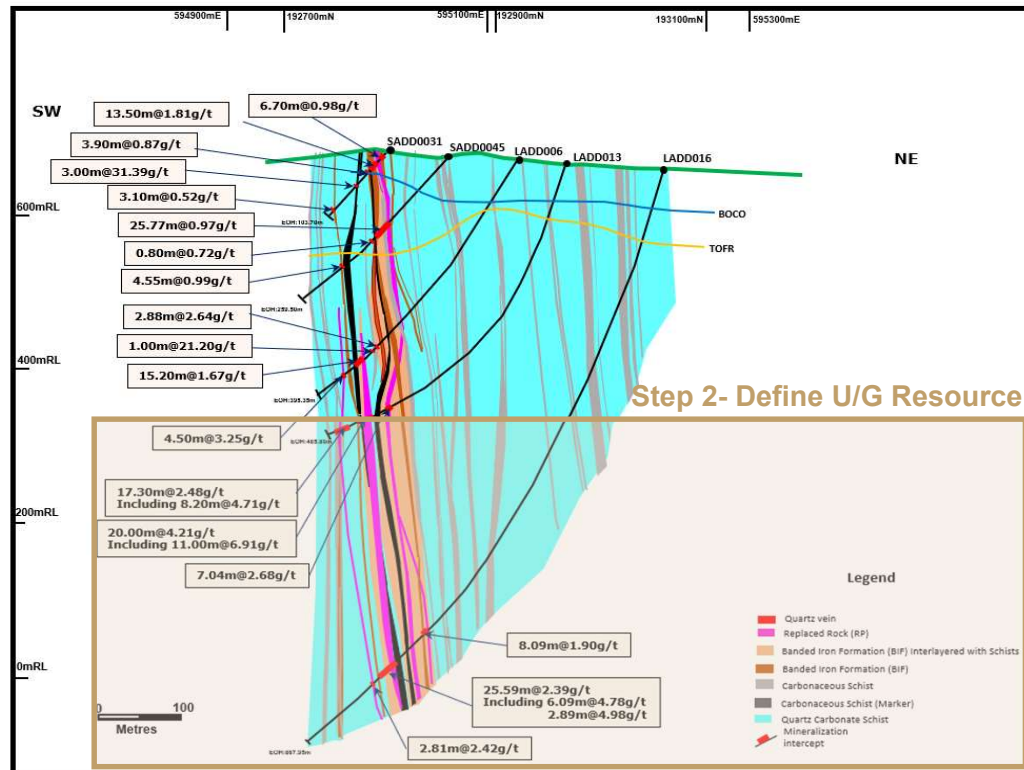 594900mE
192700mN
595100mE
192900mN
193100mN
595300mE
SW
NE
6.70m@0.98g/t
13.50m@1.81g/t
3.90m@0.87g/t
3.00m@31.39g/t
3.10m@0.52g/t
25.77m@0.97g/t
0.80m@0.72g/t
4.55m@0.99g/t
2.88m@2.64g/t
1.00m@21.20g/t
15.20m@1.67g/t
4.50m@3.25g/t
SADD0031
SADD0045
LADD006
LADD013
LADD016
600mRL
BOCO
TOFR
400mRL
Step 2- Define U/G Resource
17.30m@2.48g/t
Including 8.20m@4.71g/t
200mRL
20.00m@4.21g/t
Including 11.00m@6.91g/t
7.04m@2.68g/t
8.09m@1.90g/t
0mRL
25.59m@2.39g/t
Including 6.09m@4.78g/t
2.89m@4.98g/t
2.81m@2.42g/t
0
100
Metres
Legend
Quartz vein
Replaced Rock (RP)
Banded Iron Formation (BIF) Interlayered with Schists
Banded Iron Formation (BIF)
Carbonaceous Schist
Carbonaceous Schist (Marker)
Quartz Carbonate Schist
Mineralization
intercept